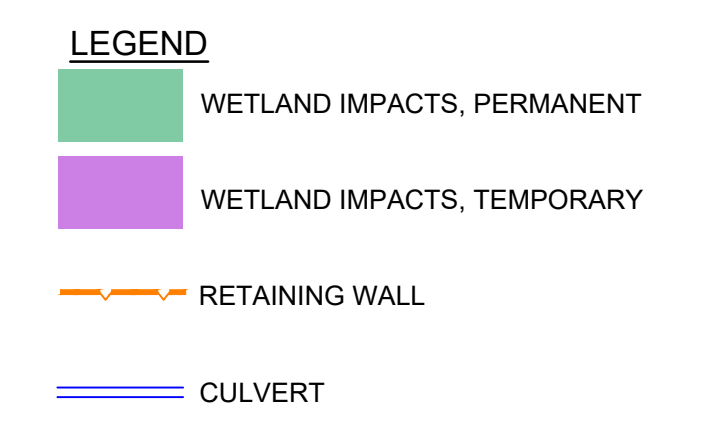 LEGEND
WETLAND IMPACTS, PERMANENT
WETLAND IMPACTS, TEMPORARY
RETAINING WALL
CULVERT